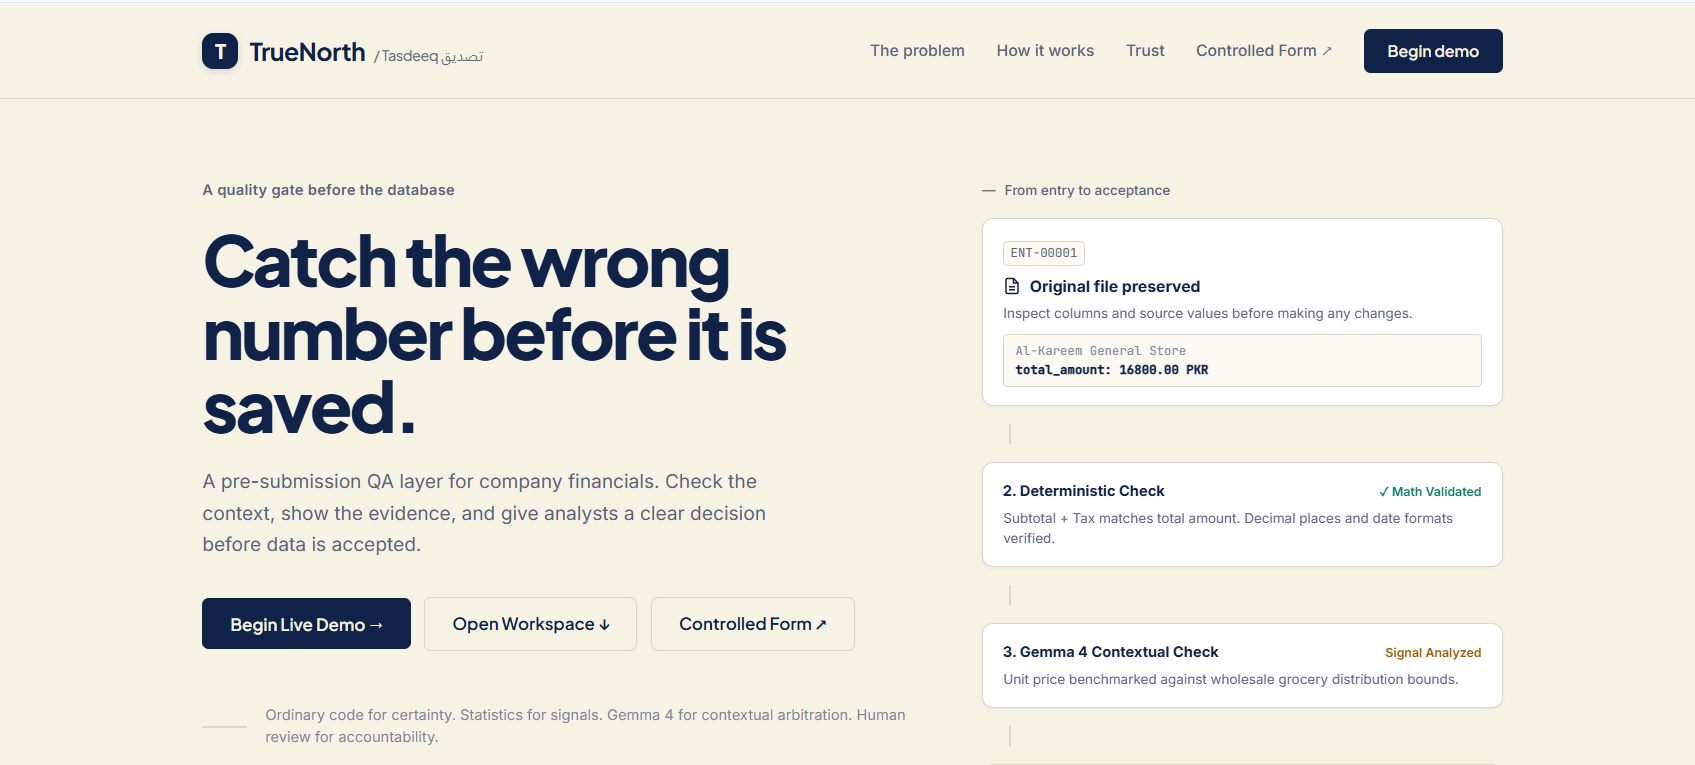 T TrueNorth / Tasdeeq تصدیق
The problem How it works Trust Controlled Form ↗ Begin demo
A quality gate before the database
Catch the wrong
number before it is
saved.
A pre-submission QA layer for company financials. Check the
context, show the evidence, and give analysts a clear decision
before data is accepted.
Begin Live Demo → Open Workspace ↓ Controlled Form ↗
Ordinary code for certainty. Statistics for signals. Gemma 4 for contextual arbitration. Human
review for accountability.
— From entry to acceptance
ENT-00001
Original file preserved
Inspect columns and source values before making any changes.
Al-Kareem General Store
total_amount: 16800.00 PKR
2. Deterministic Check ✓ Math Validated
Subtotal + Tax matches total amount. Decimal places and date formats
verified.
3. Gemma 4 Contextual Check Signal Analyzed
Unit price benchmarked against wholesale grocery distribution bounds.